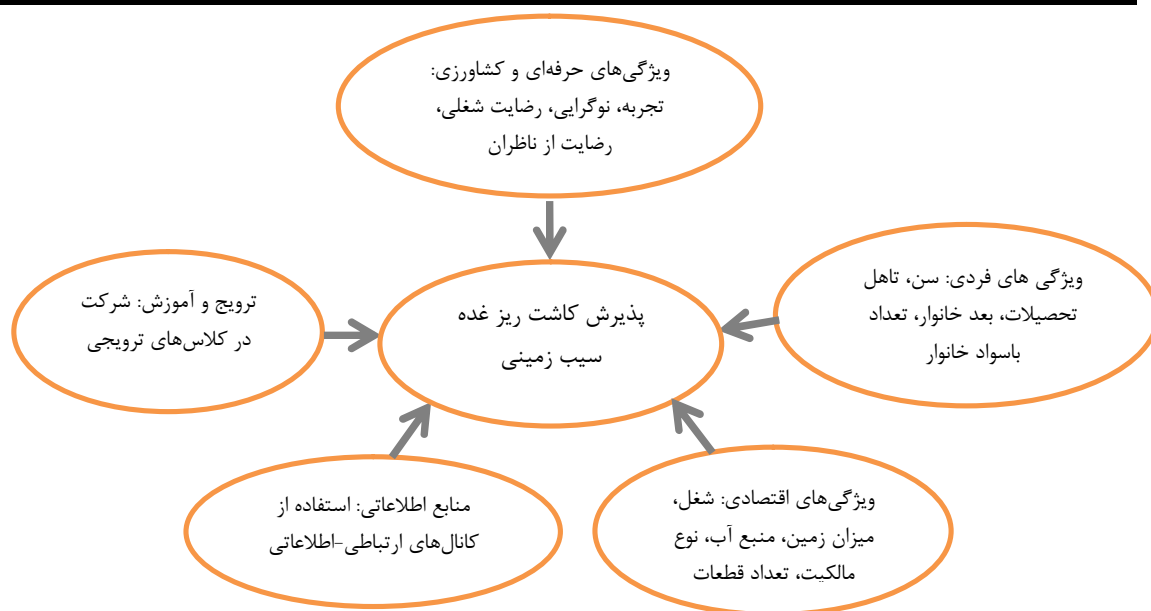 ویژگی‌های حرفه‌ای و کشاورزی:
تجربه، نوگرایی، رضایت شغلی،
رضایت از ناظران
ویژگی های فردی: سن، تاهل
تحصیلات، بعد خانوار، تعداد
باسواد خانوار
پذیرش کاشت ریز غده
سیب زمینی
ترویج و آموزش: شرکت
در کلاس‌های ترویجی
ویژگی‌های اقتصادی: شغل،
میزان زمین، منبع آب، نوع
مالکیت، تعداد قطعات
منابع اطلاعاتی: استفاده از
کانال‌های ارتباطی-اطلاعاتی